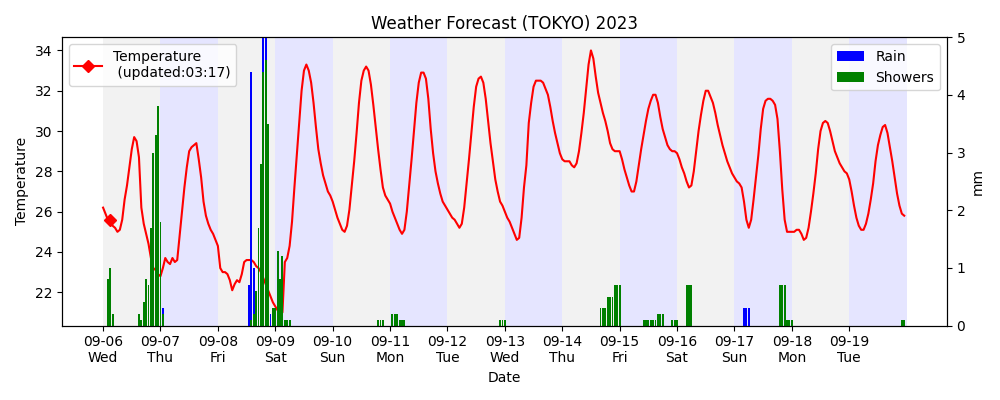 Weather Forecast (TOKYO) 2023
Temperature
(updated:03:17)
Rain
Showers
34
32
30
28
26
24
22
Temperature
5
4
3
2
1
0
mm
09-06 09-07 09-08 09-09 09-10 09-11 09-12 09-13 09-14 09-15 09-16 09-17 09-18 09-19
Wed Thu Fri Sat Sun Mon Tue Wed Thu Fri Sat Sun Mon Tue
Date